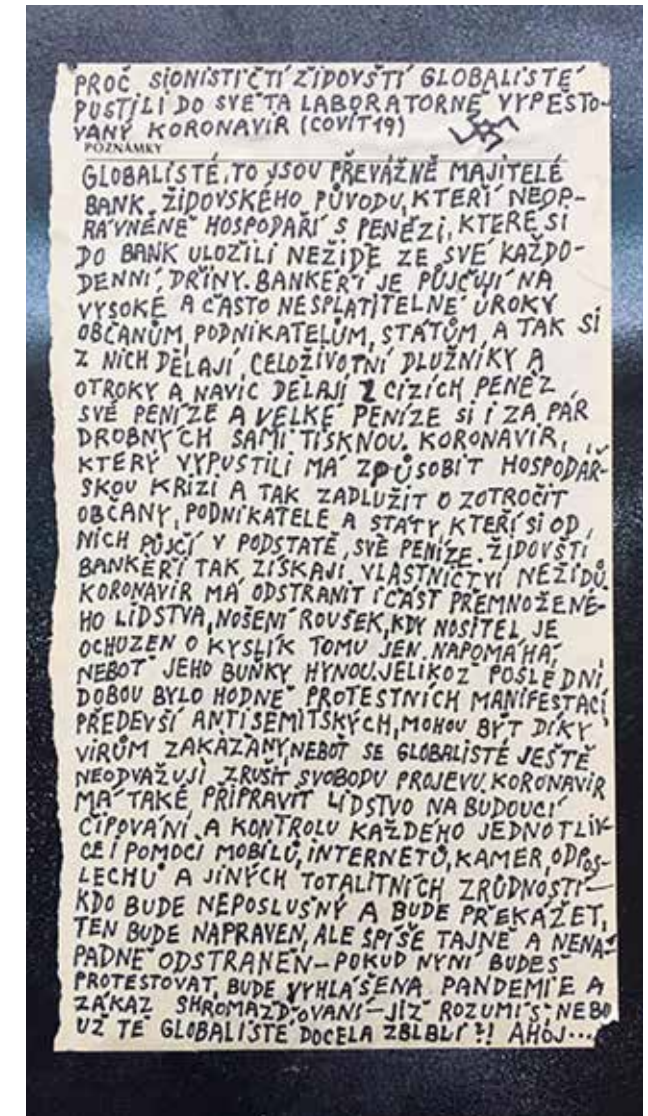 PROČ SIONISTIČTÍ ŽIDOVŠTÍ GLOBALISTÉ
PUSTILI DO SVĚTA LABORATORNĚ VYPĚSTO-
VANÝ KORONAVIR (COVIT19)
POZNÁMKY
GLOBALISTÉ, TO JSOU PŘEVÁŽNĚ MAJITELÉ
BANK, ŽIDOVSKÉHO PŮVODU, KTEŘÍ NEOP-
RÁVNĚNĚ HOSPODAŘÍ S PENĚZI, KTERÉ SI
DO BANK ULOŽILI NEŽIDÉ ZE SVÉ KAŽDO-
DENNÍ DŘINY. BANKÉŘI JE PŮJČUJÍ NA
VYSOKÉ A ČASTO NESPLATITELNÉ ÚROKY
OBČANŮM, PODNIKATELŮM, STÁTŮM, A TAK SI
Z NICH DĚLAJÍ CELOŽIVOTNÍ DLUŽNÍKY A
OTROKY A NAVÍC DĚLAJÍ Z CIZÍCH PENĚZ
SVÉ PENÍZE A VELKÉ PENÍZE SI I ZA PÁR
DROBNÝCH SAMI TISKNOU. KORONAVIR,
KTERÝ VYPUSTILI MÁ ZPŮSOBIT HOSPODÁŘ-
SKOU KRIZI A TAK ZADLUŽIT O ZOTROČIT
OBČANY, PODNIKATELE A STÁTY, KTEŘÍ SI OD
NICH PŮJČÍ V PODSTATĚ, SVÉ PENÍZE. ŽIDOVŠTÍ
BANKÉŘI TAK ZÍSKAJÍ VLASTNICTVÍ NEŽIDŮ.
KORONAVIR MÁ ODSTRANIT I ČÁST PŘEMNOŽENÉ-
HO LIDSTVA, NOŠENÍ ROUŠEK, KDY NOSITEL JE
OCHUZEN O KYSLÍK TOMU JEN NAPOMÁHÁ,
NEBOŤ JEHO BUŇKY HYNOU. JELIKOŽ POSLEDNÍ
DOBOU BYLO HODNĚ PROTESTNÍCH MANIFESTACÍ
PŘEDEVŠÍ ANTISEMITSKÝCH, MOHOU BÝT DÍKY
VIRŮM ZAKÁZÁNY, NEBOŤ SE GLOBALISTÉ JEŠTĚ
NEODVAŽUJÍ ZRUŠIT SVOBODU PROJEVU. KORONAVIR
MÁ TAKÉ PŘIPRAVIT LIDSTVO NA BUDOUCÍ
ČIPOVÁNÍ A KONTROLU KAŽDÉHO JEDNOTLIV-
CE I POMOCÍ MOBILŮ, INTERNETŮ, KAMER, ODPOS-
LECHŮ A JINÝCH TOTALITNÍCH ZRŮDNOSTÍ—
KDO BUDE NEPOSLUŠNÝ A BUDE PŘEKÁŽET,
TEN BUDE NAPRAVEN, ALE SPÍŠE TAJNĚ A NENÁ-
PADNĚ ODSTRANĚN – POKUD NYNÍ BUDEŠ
PROTESTOVAT, BUDE VYHLÁŠENA PANDEMIE A
ZÁKAZ SHROMAŽĎOVÁNÍ – JIŽ ROZUMÍŠ NEBO
UŽ TĚ GLOBALISTÉ DOCELA ZBLBLI ?! AHOJ...